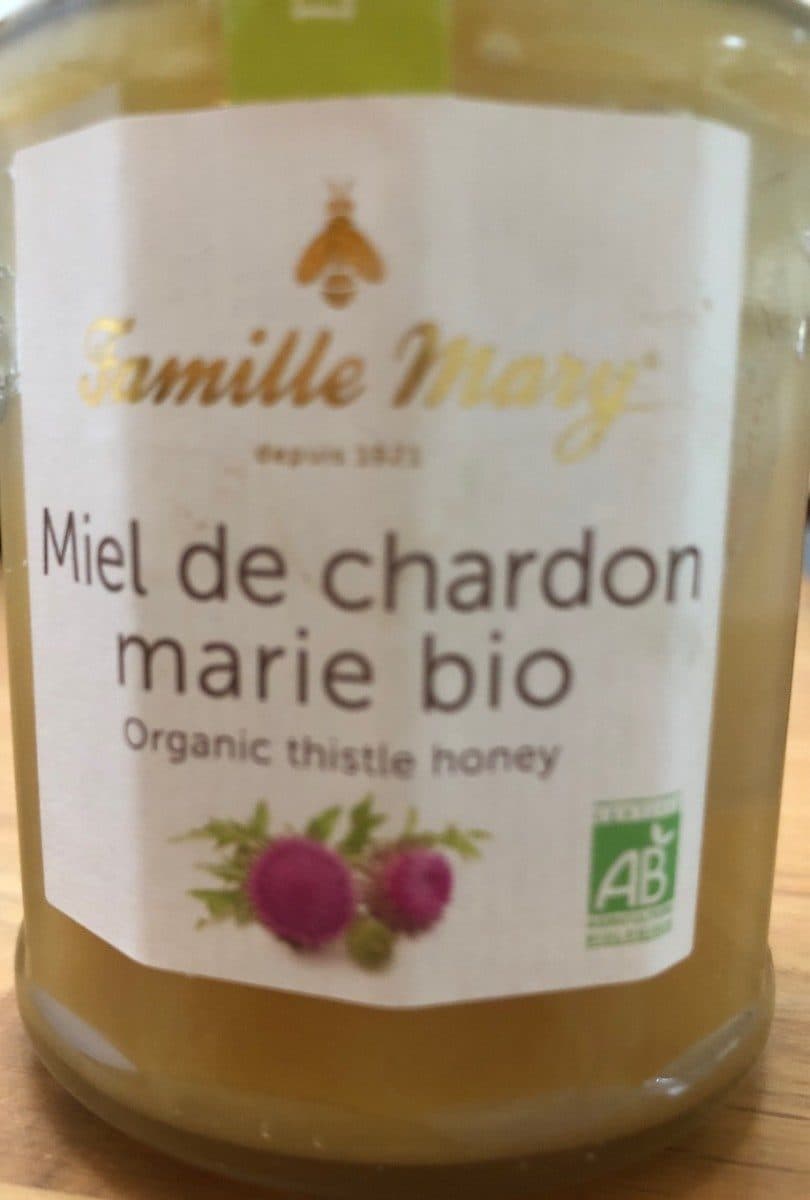 Famille Mary
depuis 1921
Miel de chardon
marie bio
Organic thistle honey
AB